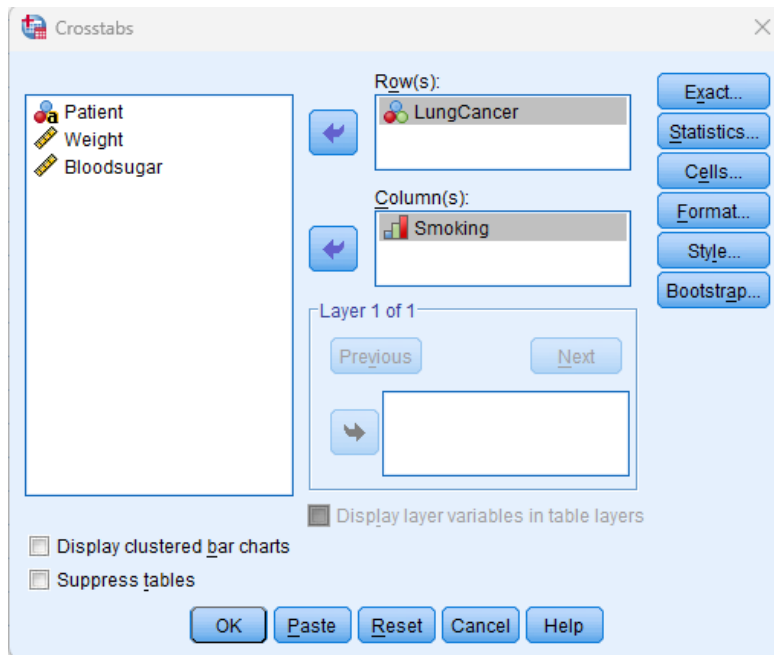 Crosstabs
Patient
Weight
Bloodsugar
Row(s):
LungCancer
Column(s):
Smoking
Layer 1 of 1
Previous
Next
Display layer variables in table layers
Exact...
Statistics...
Cells...
Format...
Style...
Bootstrap...
Display clustered bar charts
Suppress tables
OK Paste Reset Cancel Help